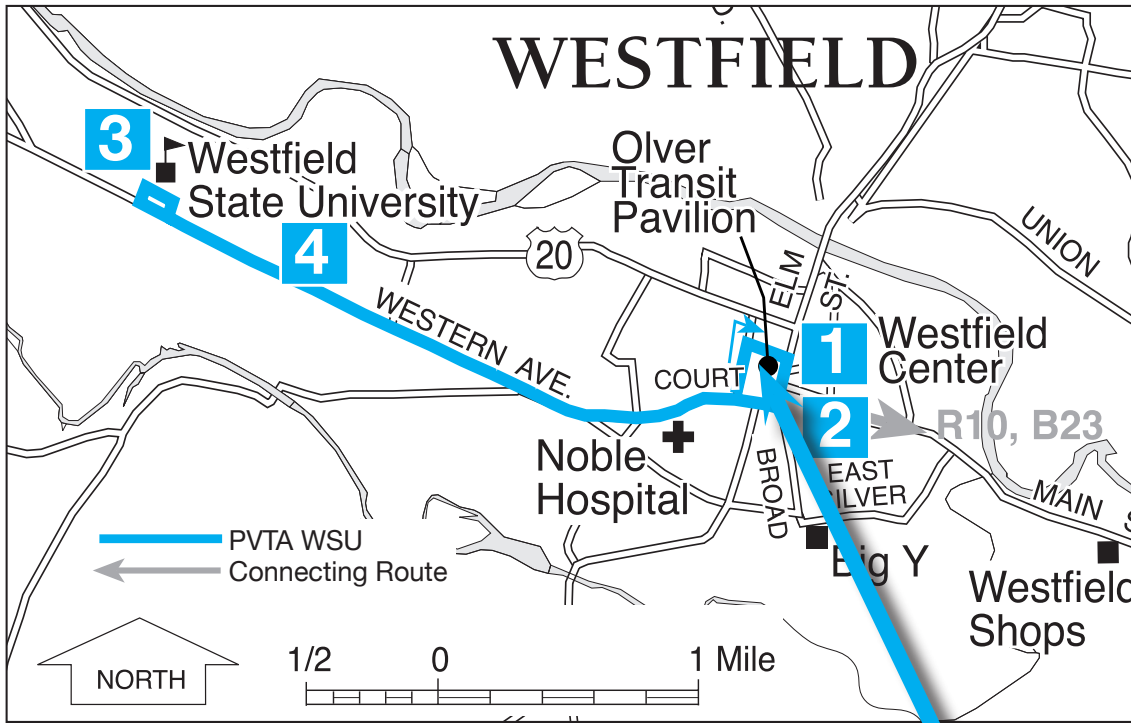 WESTFIELD
3
Westfield
State University
4
Olver
Transit
Pavilion
20
ELM
ST.
UNION
WESTERN AVE.
COURT
1
Westfield
Center
2
R10, B23
Noble
Hospital
BROAD
EAST
SILVER
MAIN S
Big Y
Westfield
Shops
PVTA WSU
Connecting Route
NORTH
1/2 0 1 Mile